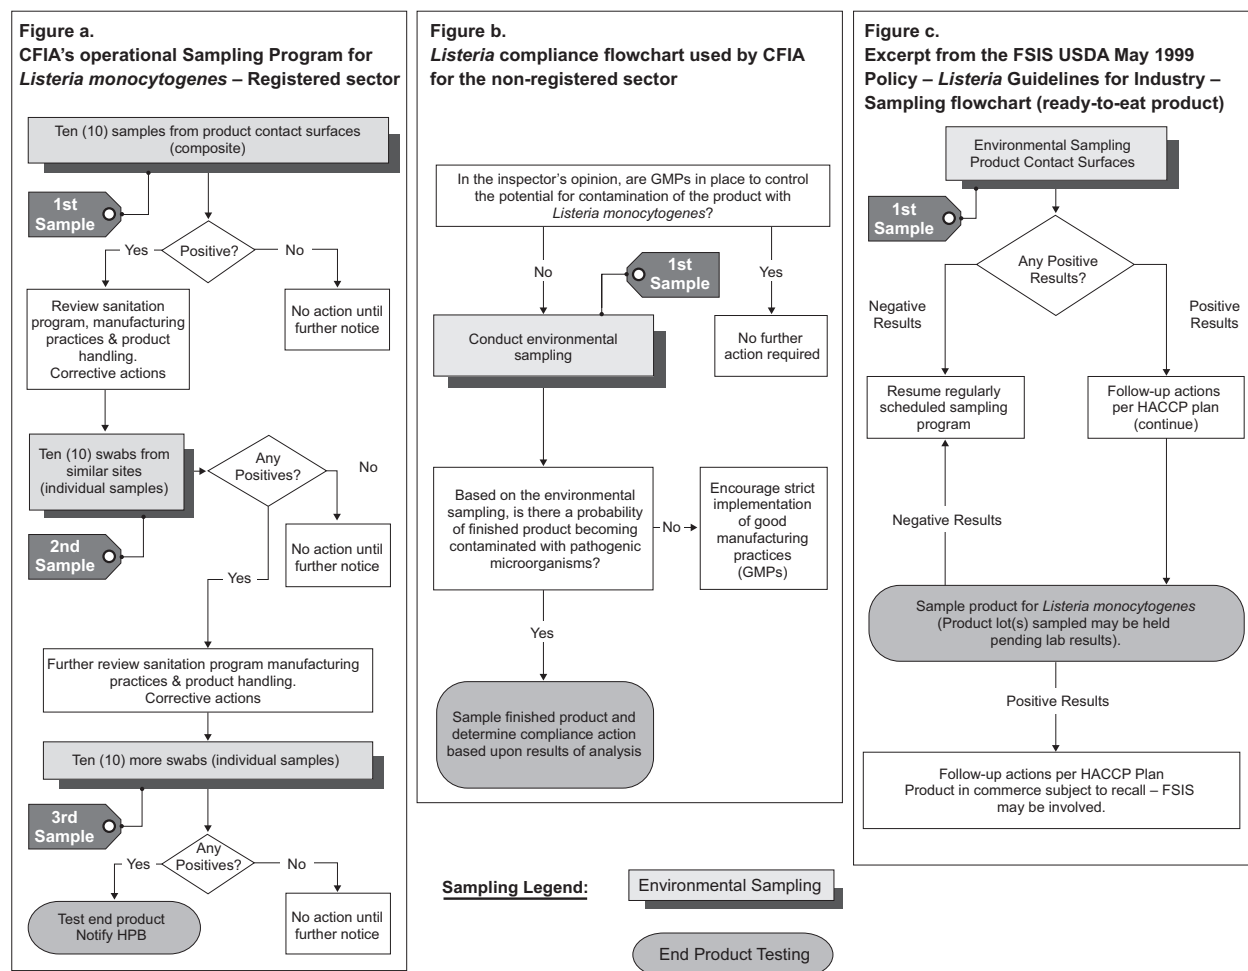 Figure a.
CFIA's operational Sampling Program for
Listeria monocytogenes – Registered sector
Ten (10) samples from product contact surfaces
(composite)
1st
Sample
Positive?
Yes
No
Review sanitation
program, manufacturing
practices & product
handling.
Corrective actions
No action until
further notice
Ten (10) swabs from
similar sites
(individual samples)
Any
Positives?
No
2nd
Sample
No action until
further notice
Yes
Further review sanitation program manufacturing
practices & product handling.
Corrective actions
Ten (10) more swabs (individual samples)
3rd
Sample
Any
Positives?
Yes
No
Test end product
Notify HPB
No action until
further notice
Figure b.
Listeria compliance flowchart used by CFIA
for the non-registered sector
In the inspector's opinion, are GMPs in place to control
the potential for contamination of the product with
Listeria monocytogenes?
No
1st
Sample
Yes
Conduct environmental
sampling
No further
action required
Based on the environmental
sampling, is there a probability
of finished product becoming
contaminated with pathogenic
microorganisms?
No
Encourage strict
implementation
of good
manufacturing
practices
(GMPs)
Yes
Sample finished product and
determine compliance action
based upon results of analysis
Figure c.
Excerpt from the FSIS USDA May 1999
Policy – Listeria Guidelines for Industry –
Sampling flowchart (ready-to-eat product)
Environmental Sampling
Product Contact Surfaces
1st
Sample
Any Positive
Results?
Negative
Results
Positive
Results
Resume regularly
scheduled sampling
program
Follow-up actions
per HACCP plan
(continue)
Negative Results
Sample product for Listeria monocytogenes
(Product lot(s) sampled may be held
pending lab results).
Positive Results
Follow-up actions per HACCP Plan
Product in commerce subject to recall – FSIS
may be involved.
Sampling Legend:
Environmental Sampling
End Product Testing